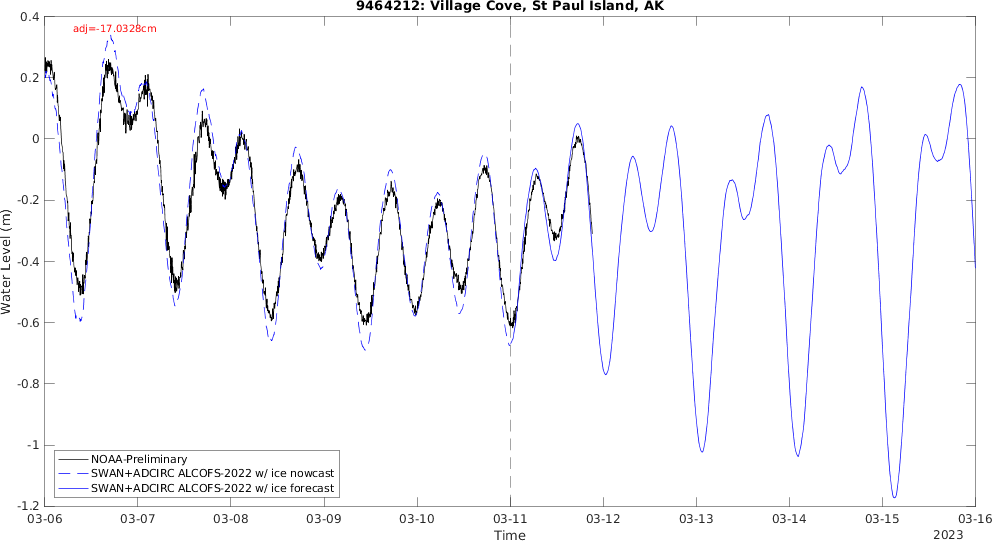 9464212: Village Cove, St Paul Island, AK
adj=-17.0328cm
0.4
0.2
0
-0.2
-0.4
-0.6
-0.8
-1
-1.2
Water Level (m)
NOAA-Preliminary
SWAN+ADCIRC ALCOFS-2022 w/ ice nowcast
SWAN+ADCIRC ALCOFS-2022 w/ ice forecast
03-06 03-07 03-08 03-09 03-10 03-11 03-12 03-13 03-14 03-15 03-16
Time
2023